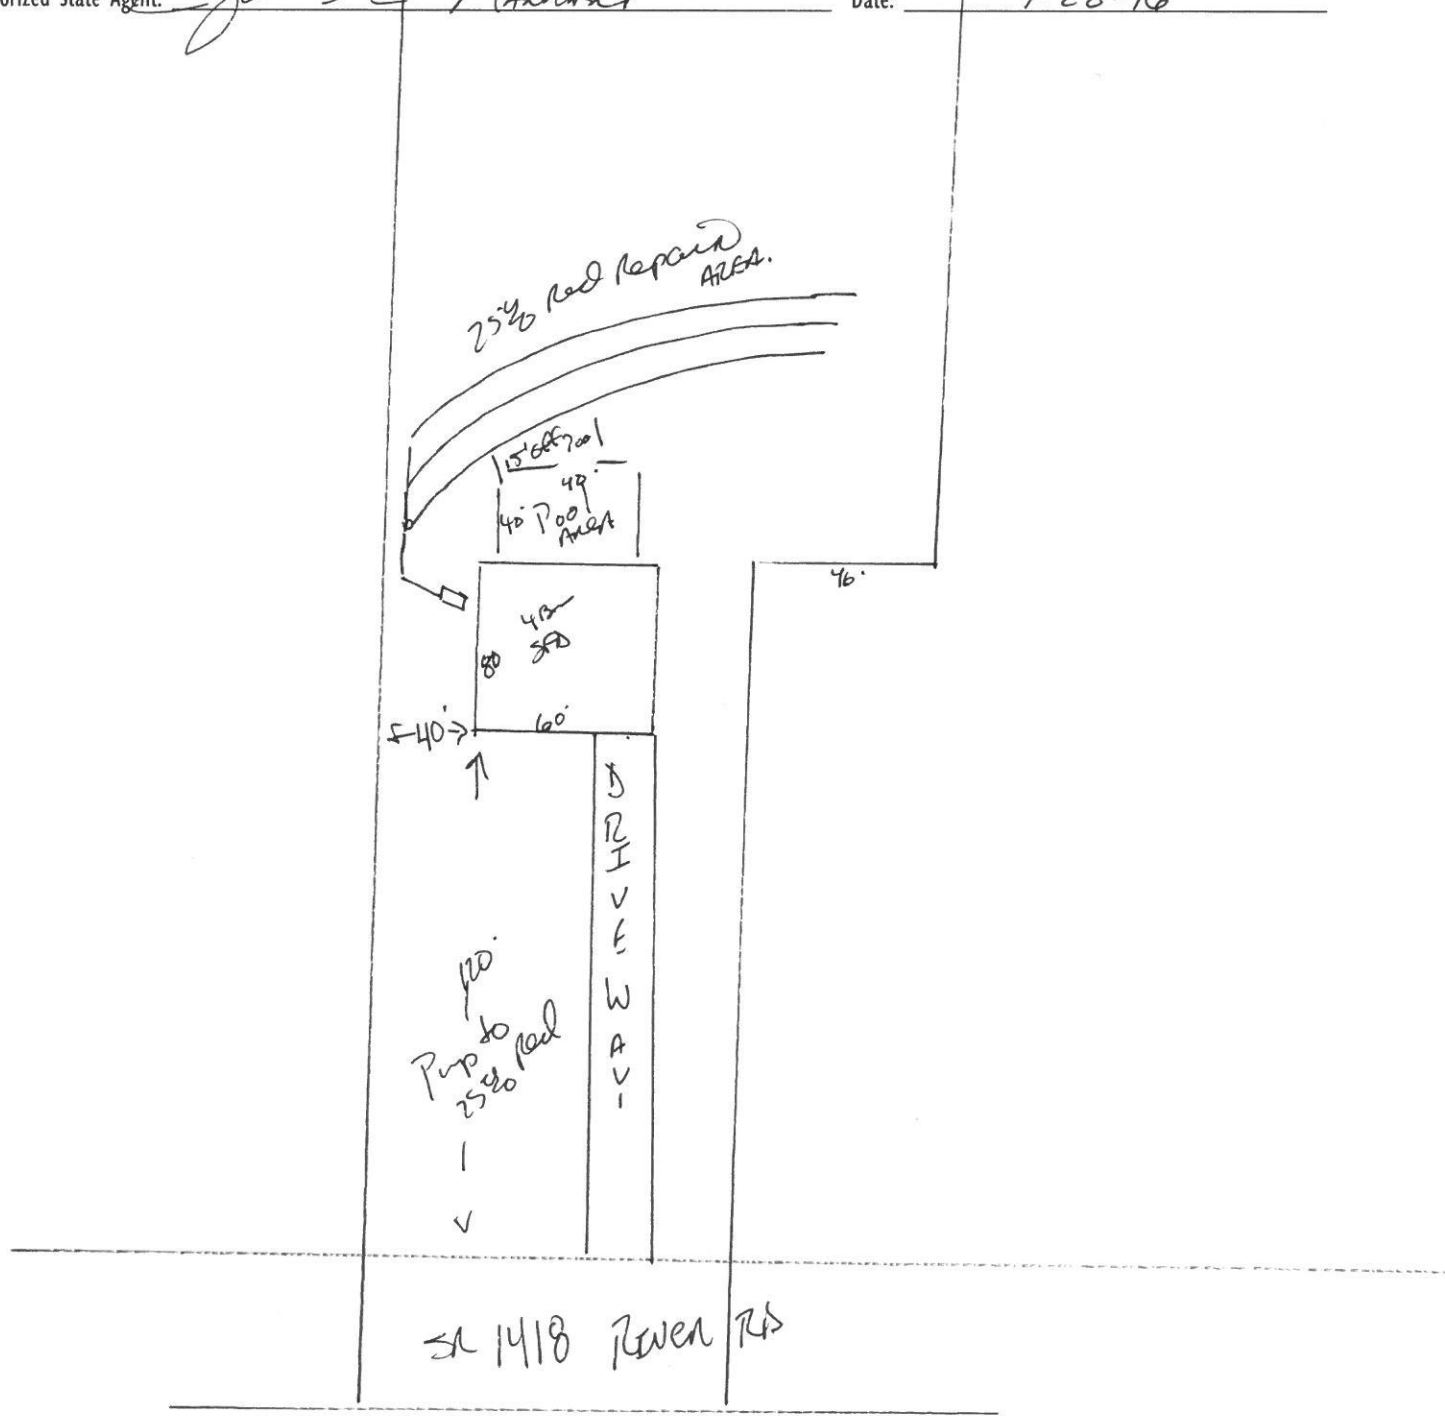 orized State Agent:
Date:
25% Red Repair
AREA.
15' off Pool
40'
40' Pool
AREA
46'
4Br
SFD
80
60'
40'
DRIVEWAY
120'
Pump to
25% Red
SR 1418 RIVER RD